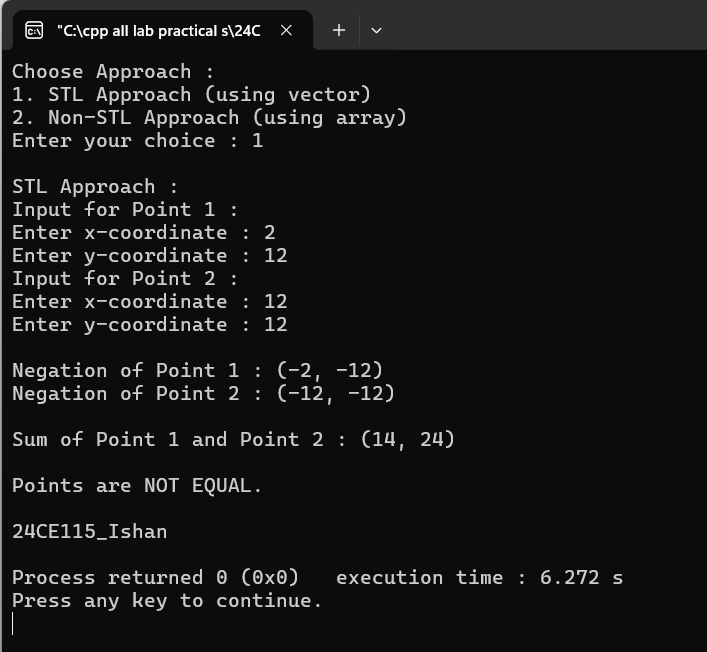 "C:\cpp all lab practical s\24C
Choose Approach :
1. STL Approach (using vector)
2. Non-STL Approach (using array)
Enter your choice : 1
STL Approach :
Input for Point 1 :
Enter x-coordinate : 2
Enter y-coordinate : 12
Input for Point 2 :
Enter x-coordinate : 12
Enter y-coordinate : 12
Negation of Point 1 : (-2, -12)
Negation of Point 2 : (-12, -12)
Sum of Point 1 and Point 2 : (14, 24)
Points are NOT EQUAL.
24CE115_Ishan
Process returned 0 (0x0)   execution time : 6.272 s
Press any key to continue.